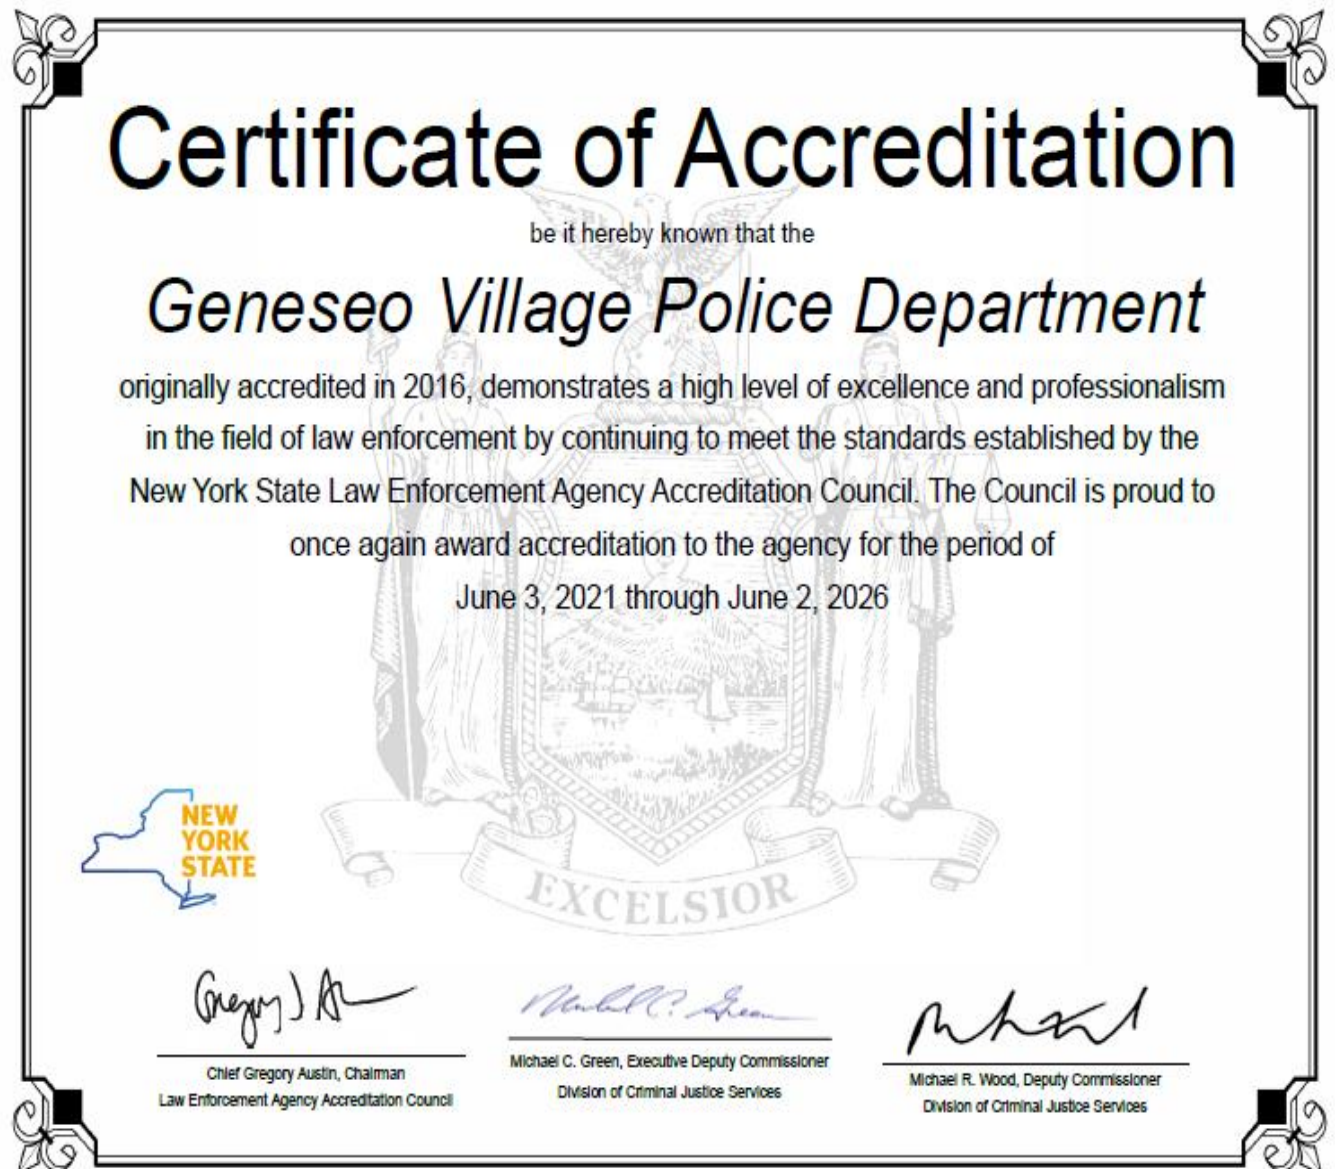 Certificate of Accreditation
be it hereby known that the
Geneseo Village Police Department
originally accredited in 2016, demonstrates a high level of excellence and professionalism
in the field of law enforcement by continuing to meet the standards established by the
New York State Law Enforcement Agency Accreditation Council. The Council is proud to
once again award accreditation to the agency for the period of
June 3, 2021 through June 2, 2026
NEW
YORK
STATE
EXCELSIOR
Gregory J
Michael C. Green
Chief Gregory Austin, Chairman
Law Enforcement Agency Accreditation Council
Michael C. Green, Executive Deputy Commissioner
Division of Criminal Justice Services
Michael R. Wood, Deputy Commissioner
Division of Criminal Justice Services